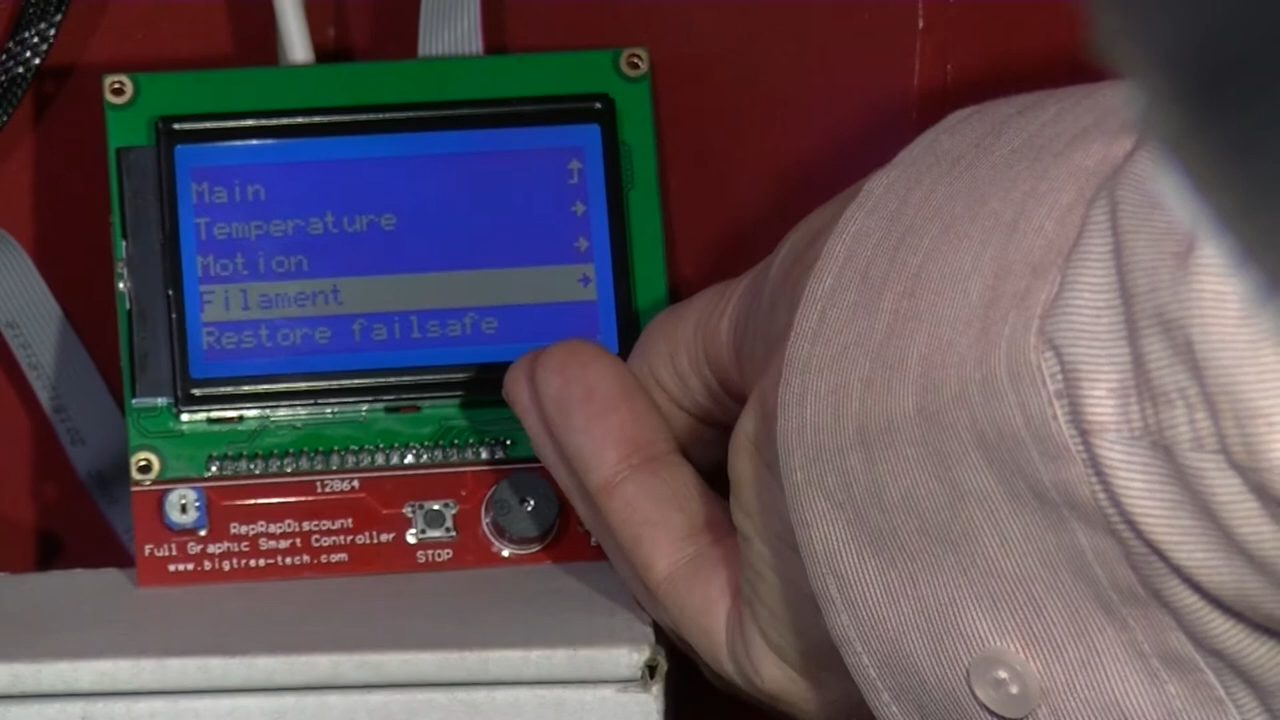 Main
Temperature
Motion
Filament
Restore failsafe
12864
RepRapDiscount
Full Graphic Smart Controller
www.bigtree-tech.com
STOP